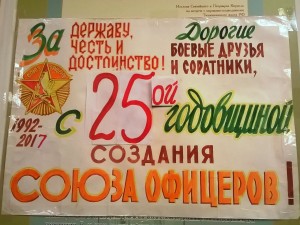 За
ДЕРЖАВУ,
ЧЕСТЬ И
ДОСТОИНСТВО!
Дорогие
БОЕВЫЕ ДРУЗЬЯ
И СОРАТНИКИ,
1992-
2017
С 25ой годовщиной
СОЗДАНИЯ
СОЮЗА ОФИЦЕРОВ!